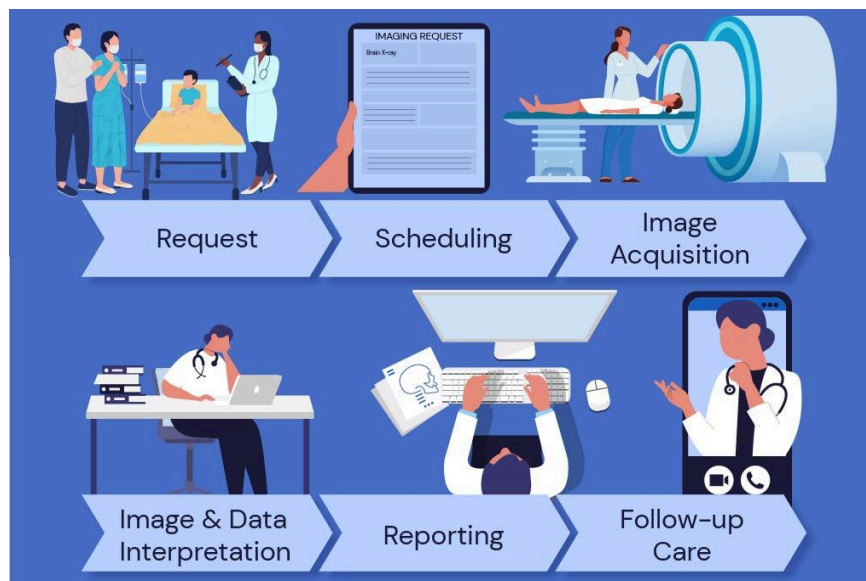 IMAGING REQUEST
Brain X-ray
Request
Scheduling
Image
Acquisition
Image & Data
Interpretation
Reporting
Follow-up
Care